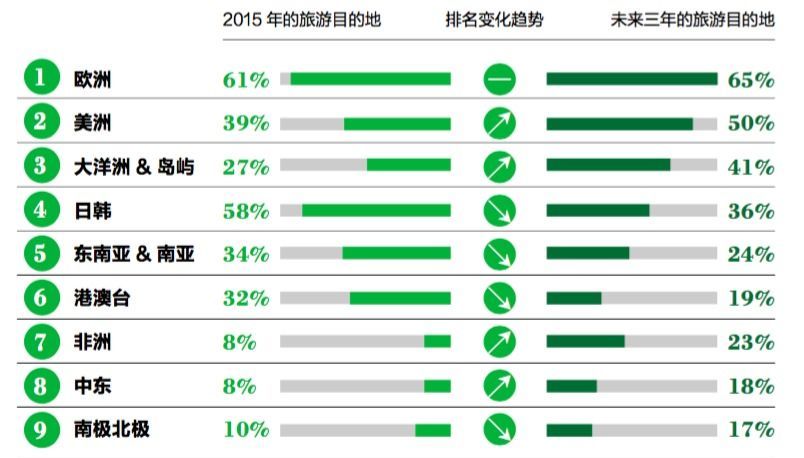 2015 年的旅游目的地 排名变化趋势 未来三年的旅游目的地
1 欧洲 61% 65%
2 美洲 39% 50%
3 大洋洲 & 岛屿 27% 41%
4 日韩 58% 36%
5 东南亚 & 南亚 34% 24%
6 港澳台 32% 19%
7 非洲 8% 23%
8 中东 8% 18%
9 南极北极 10% 17%